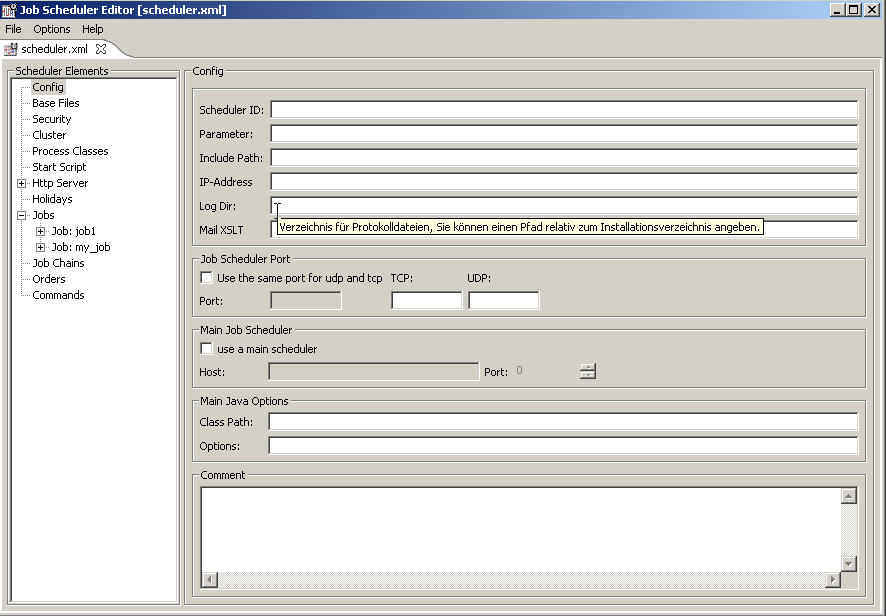 Job Scheduler Editor [scheduler.xml]
File Options Help
scheduler.xml
Scheduler Elements
Config
Base Files
Security
Cluster
Process Classes
Start Script
Http Server
Holidays
Jobs
Job: job1
Job: my_job
Job Chains
Orders
Commands
Config
Scheduler ID:
Parameter:
Include Path:
IP-Address
Log Dir:
Verzeichnis für Protokolldateien, Sie können einen Pfad relativ zum Installationsverzeichnis angeben.
Mail XSLT
Job Scheduler Port
Use the same port for udp and tcp TCP: UDP:
Port:
Main Job Scheduler
use a main scheduler
Host: Port: 0
Main Java Options
Class Path:
Options:
Comment